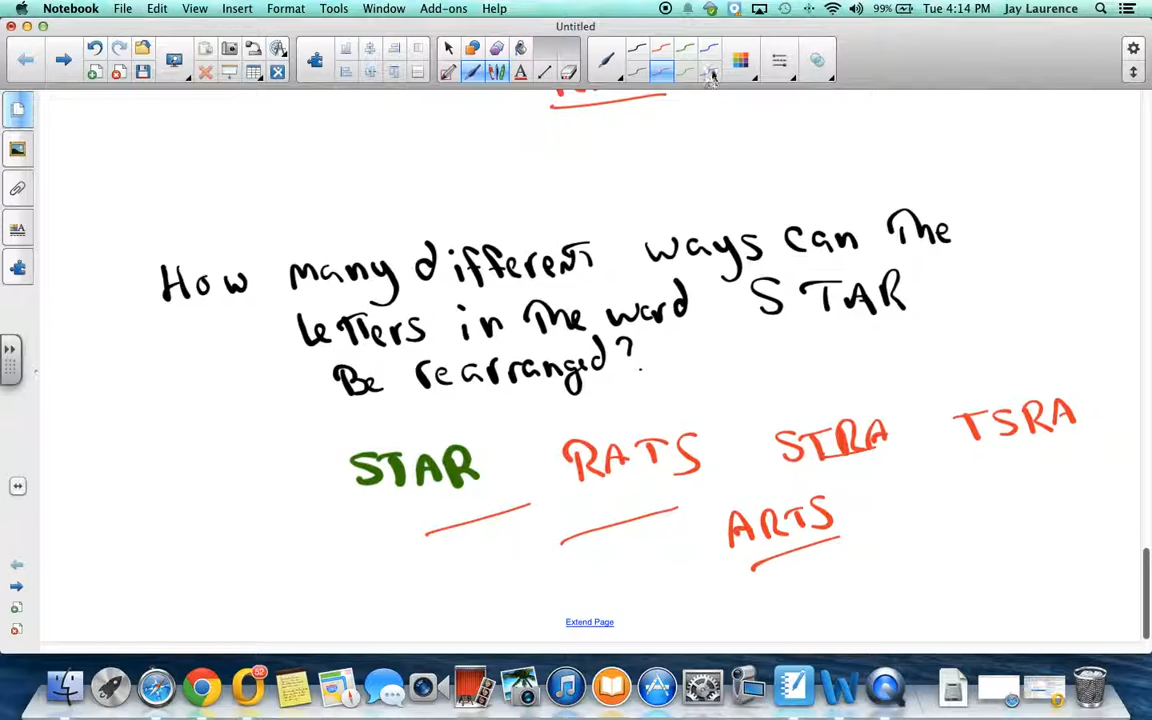 Notebook File Edit View Insert Format Tools Window Add-ons Help 99% Tue 4:14 PM Jay Laurence
Untitled
How many different ways can the
letters in the word STAR
Be rearranged?
STAR RATS STRA TSRA
ARTS
Extend Page
52